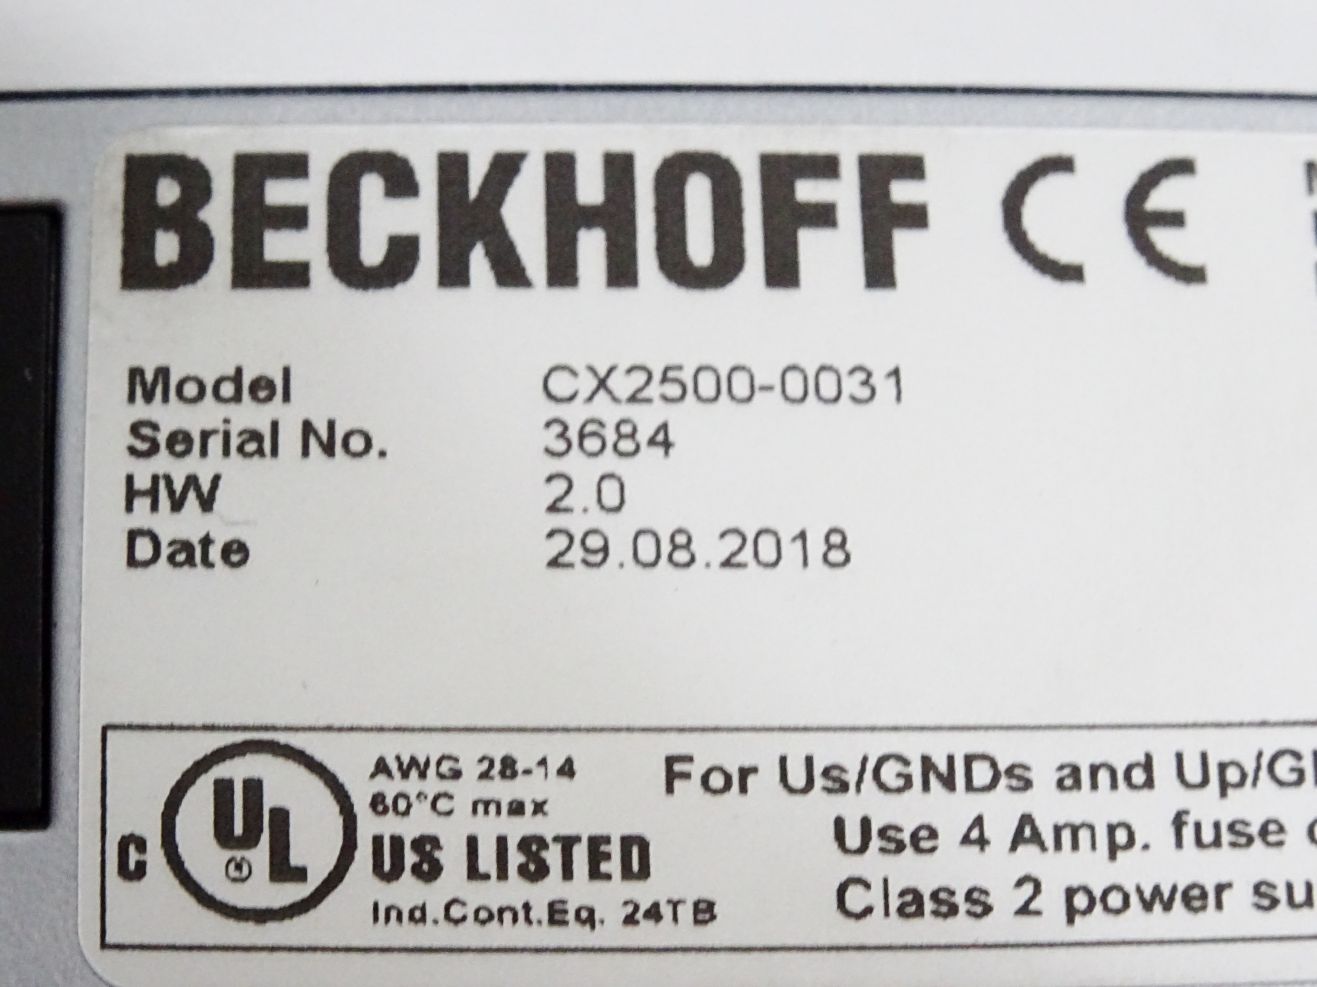 BECKHOFF CE
Model CX2500-0031
Serial No. 3684
HW 2.0
Date 29.08.2018
C UL US LISTED
AWG 28-14
60°C max
Ind.Cont.Eq. 24TB
For Us/GNDs and Up/G
Use 4 Amp. fuse
Class 2 power su